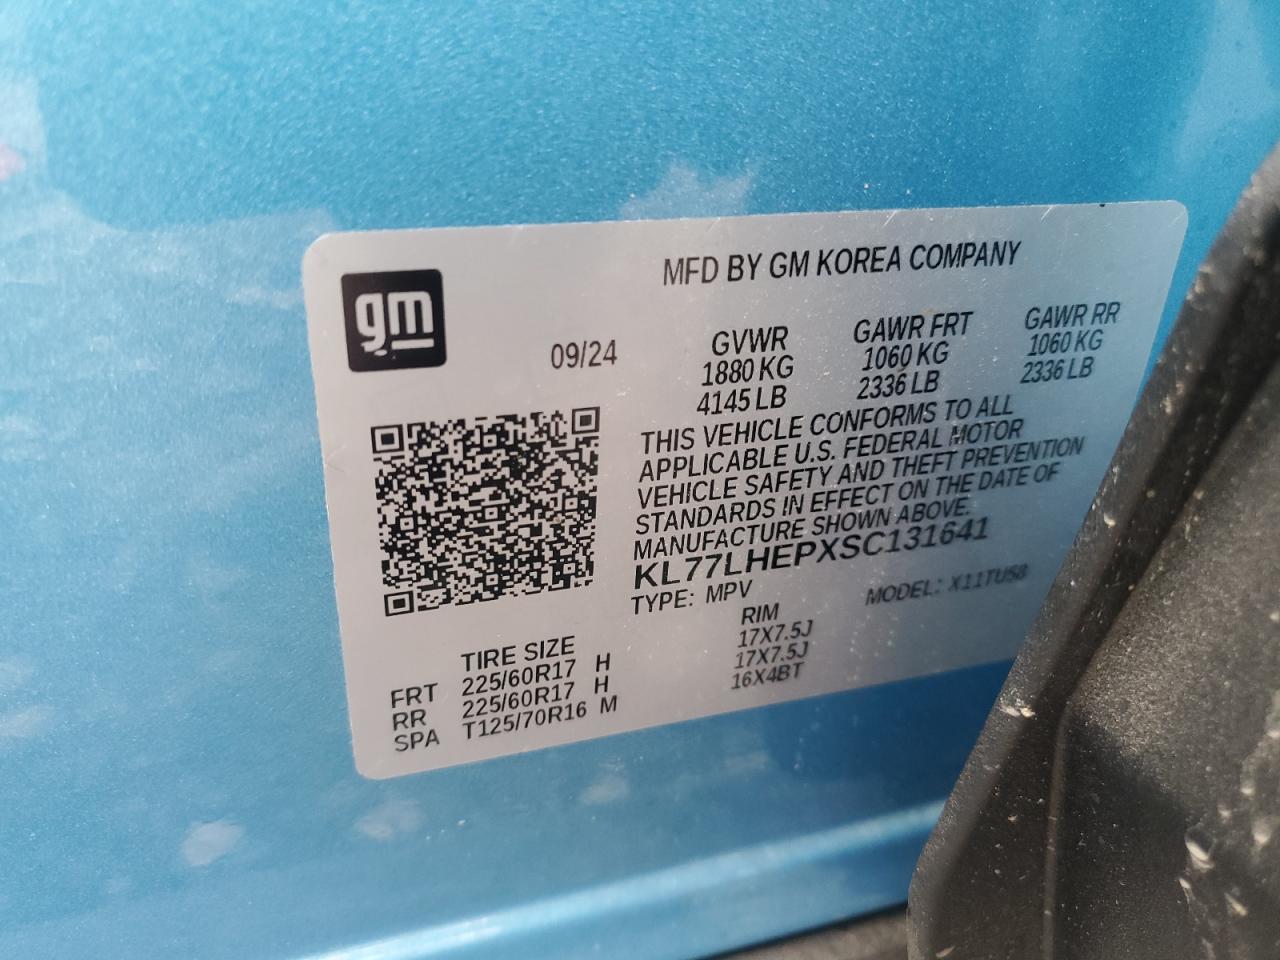 gm
MFD BY GM KOREA COMPANY
09/24
GVWR GAWR FRT GAWR RR
1880 KG 1060 KG 1060 KG
4145 LB 2336 LB 2336 LB
THIS VEHICLE CONFORMS TO ALL
APPLICABLE U.S. FEDERAL MOTOR
VEHICLE SAFETY AND THEFT PREVENTION
STANDARDS IN EFFECT ON THE DATE OF
MANUFACTURE SHOWN ABOVE.
KL77LHEPXSC131641
TYPE: MPV MODEL: X11TU58
TIRE SIZE RIM
FRT 225/60R17 H 17X7.5J
RR 225/60R17 H 17X7.5J
SPA T125/70R16 M 16X4BT